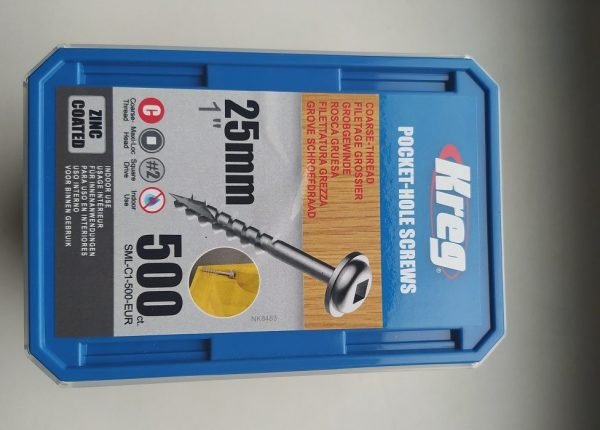 Kreg®
POCKET-HOLE SCREWS
COARSE-THREAD
FILETAGE GROSSIER
GROBGEWINDE
ROSCA GRUESA
FILETTATURA GREZZA
GROVE SCHROEFDRAAD
25mm
1"
C
#2
Coarse-Thread
Maxi-Loc Head
Square Drive
Indoor Use
ZINC
COATED
INDOOR USE
USAGE INTÉRIEUR
FÜR INNENANWENDUNGEN
PARA USO EN INTERIORES
USO INTERNO
VOOR BINNEN GEBRUIK
500 ct.
SML-C1-500-EUR
NK8463